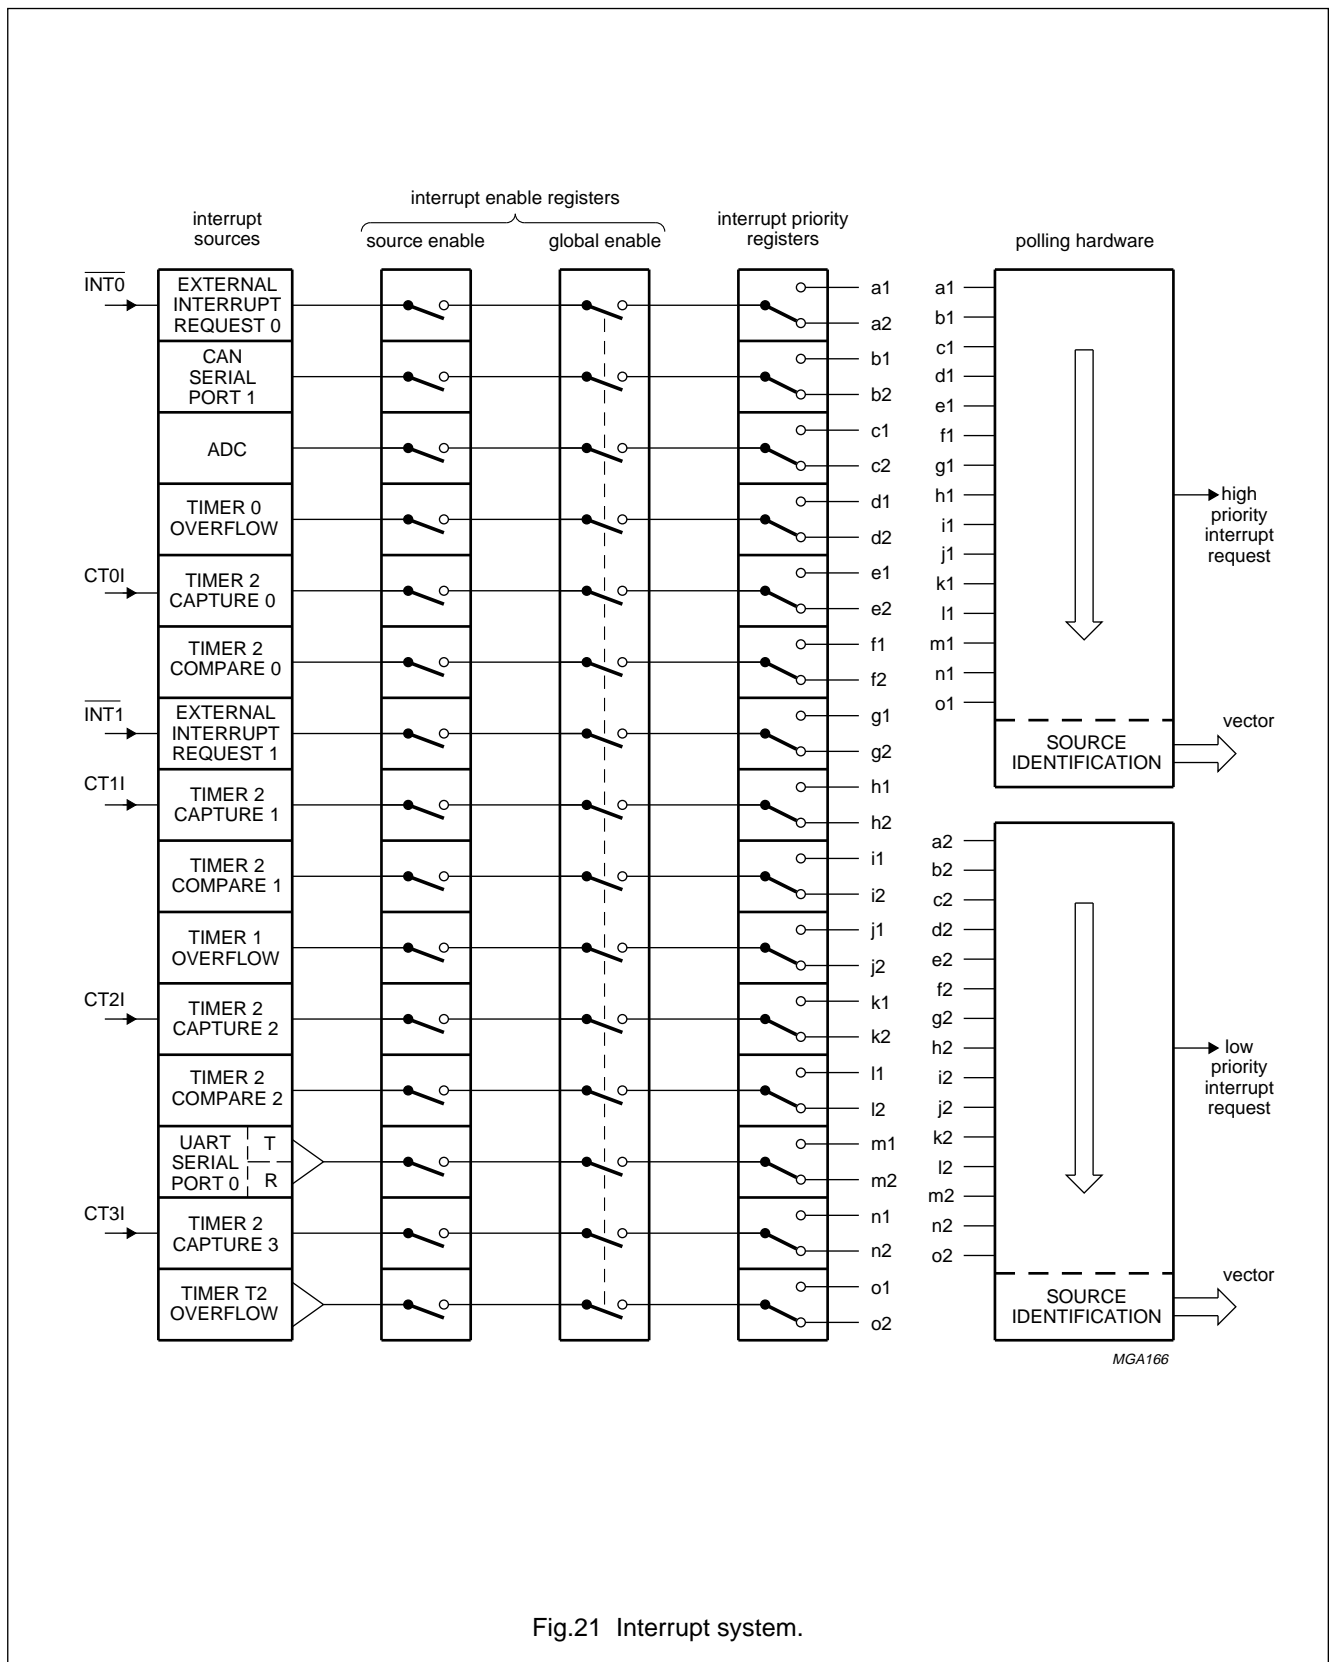 interrupt enable registers
interrupt
sources
source enable
global enable
interrupt priority
registers
polling hardware
INT0
EXTERNAL
INTERRUPT
REQUEST 0
CAN
SERIAL
PORT 1
ADC
TIMER 0
OVERFLOW
CT0I
TIMER 2
CAPTURE 0
TIMER 2
COMPARE 0
INT1
EXTERNAL
INTERRUPT
REQUEST 1
CT1I
TIMER 2
CAPTURE 1
TIMER 2
COMPARE 1
TIMER 1
OVERFLOW
CT2I
TIMER 2
CAPTURE 2
TIMER 2
COMPARE 2
UART
SERIAL
PORT 0
T
R
CT3I
TIMER 2
CAPTURE 3
TIMER T2
OVERFLOW
a1
a2
b1
b2
c1
c2
d1
d2
e1
e2
f1
f2
g1
g2
h1
h2
i1
i2
j1
j2
k1
k2
l1
l2
m1
m2
n1
n2
o1
o2
a1
b1
c1
d1
e1
f1
g1
h1
i1
j1
k1
l1
m1
n1
o1
high
priority
interrupt
request
SOURCE
IDENTIFICATION
vector
a2
b2
c2
d2
e2
f2
g2
h2
i2
j2
k2
l2
m2
n2
o2
low
priority
interrupt
request
SOURCE
IDENTIFICATION
vector
MGA166
Fig.21 Interrupt system.